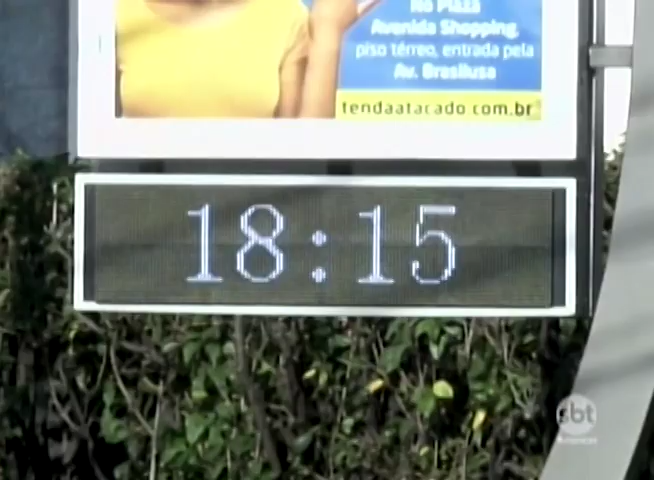 No Plaza
Avenida Shopping,
piso térreo, entrada pela
Av. Brasilusa
tendaatacado.com.br
18:15
sbt